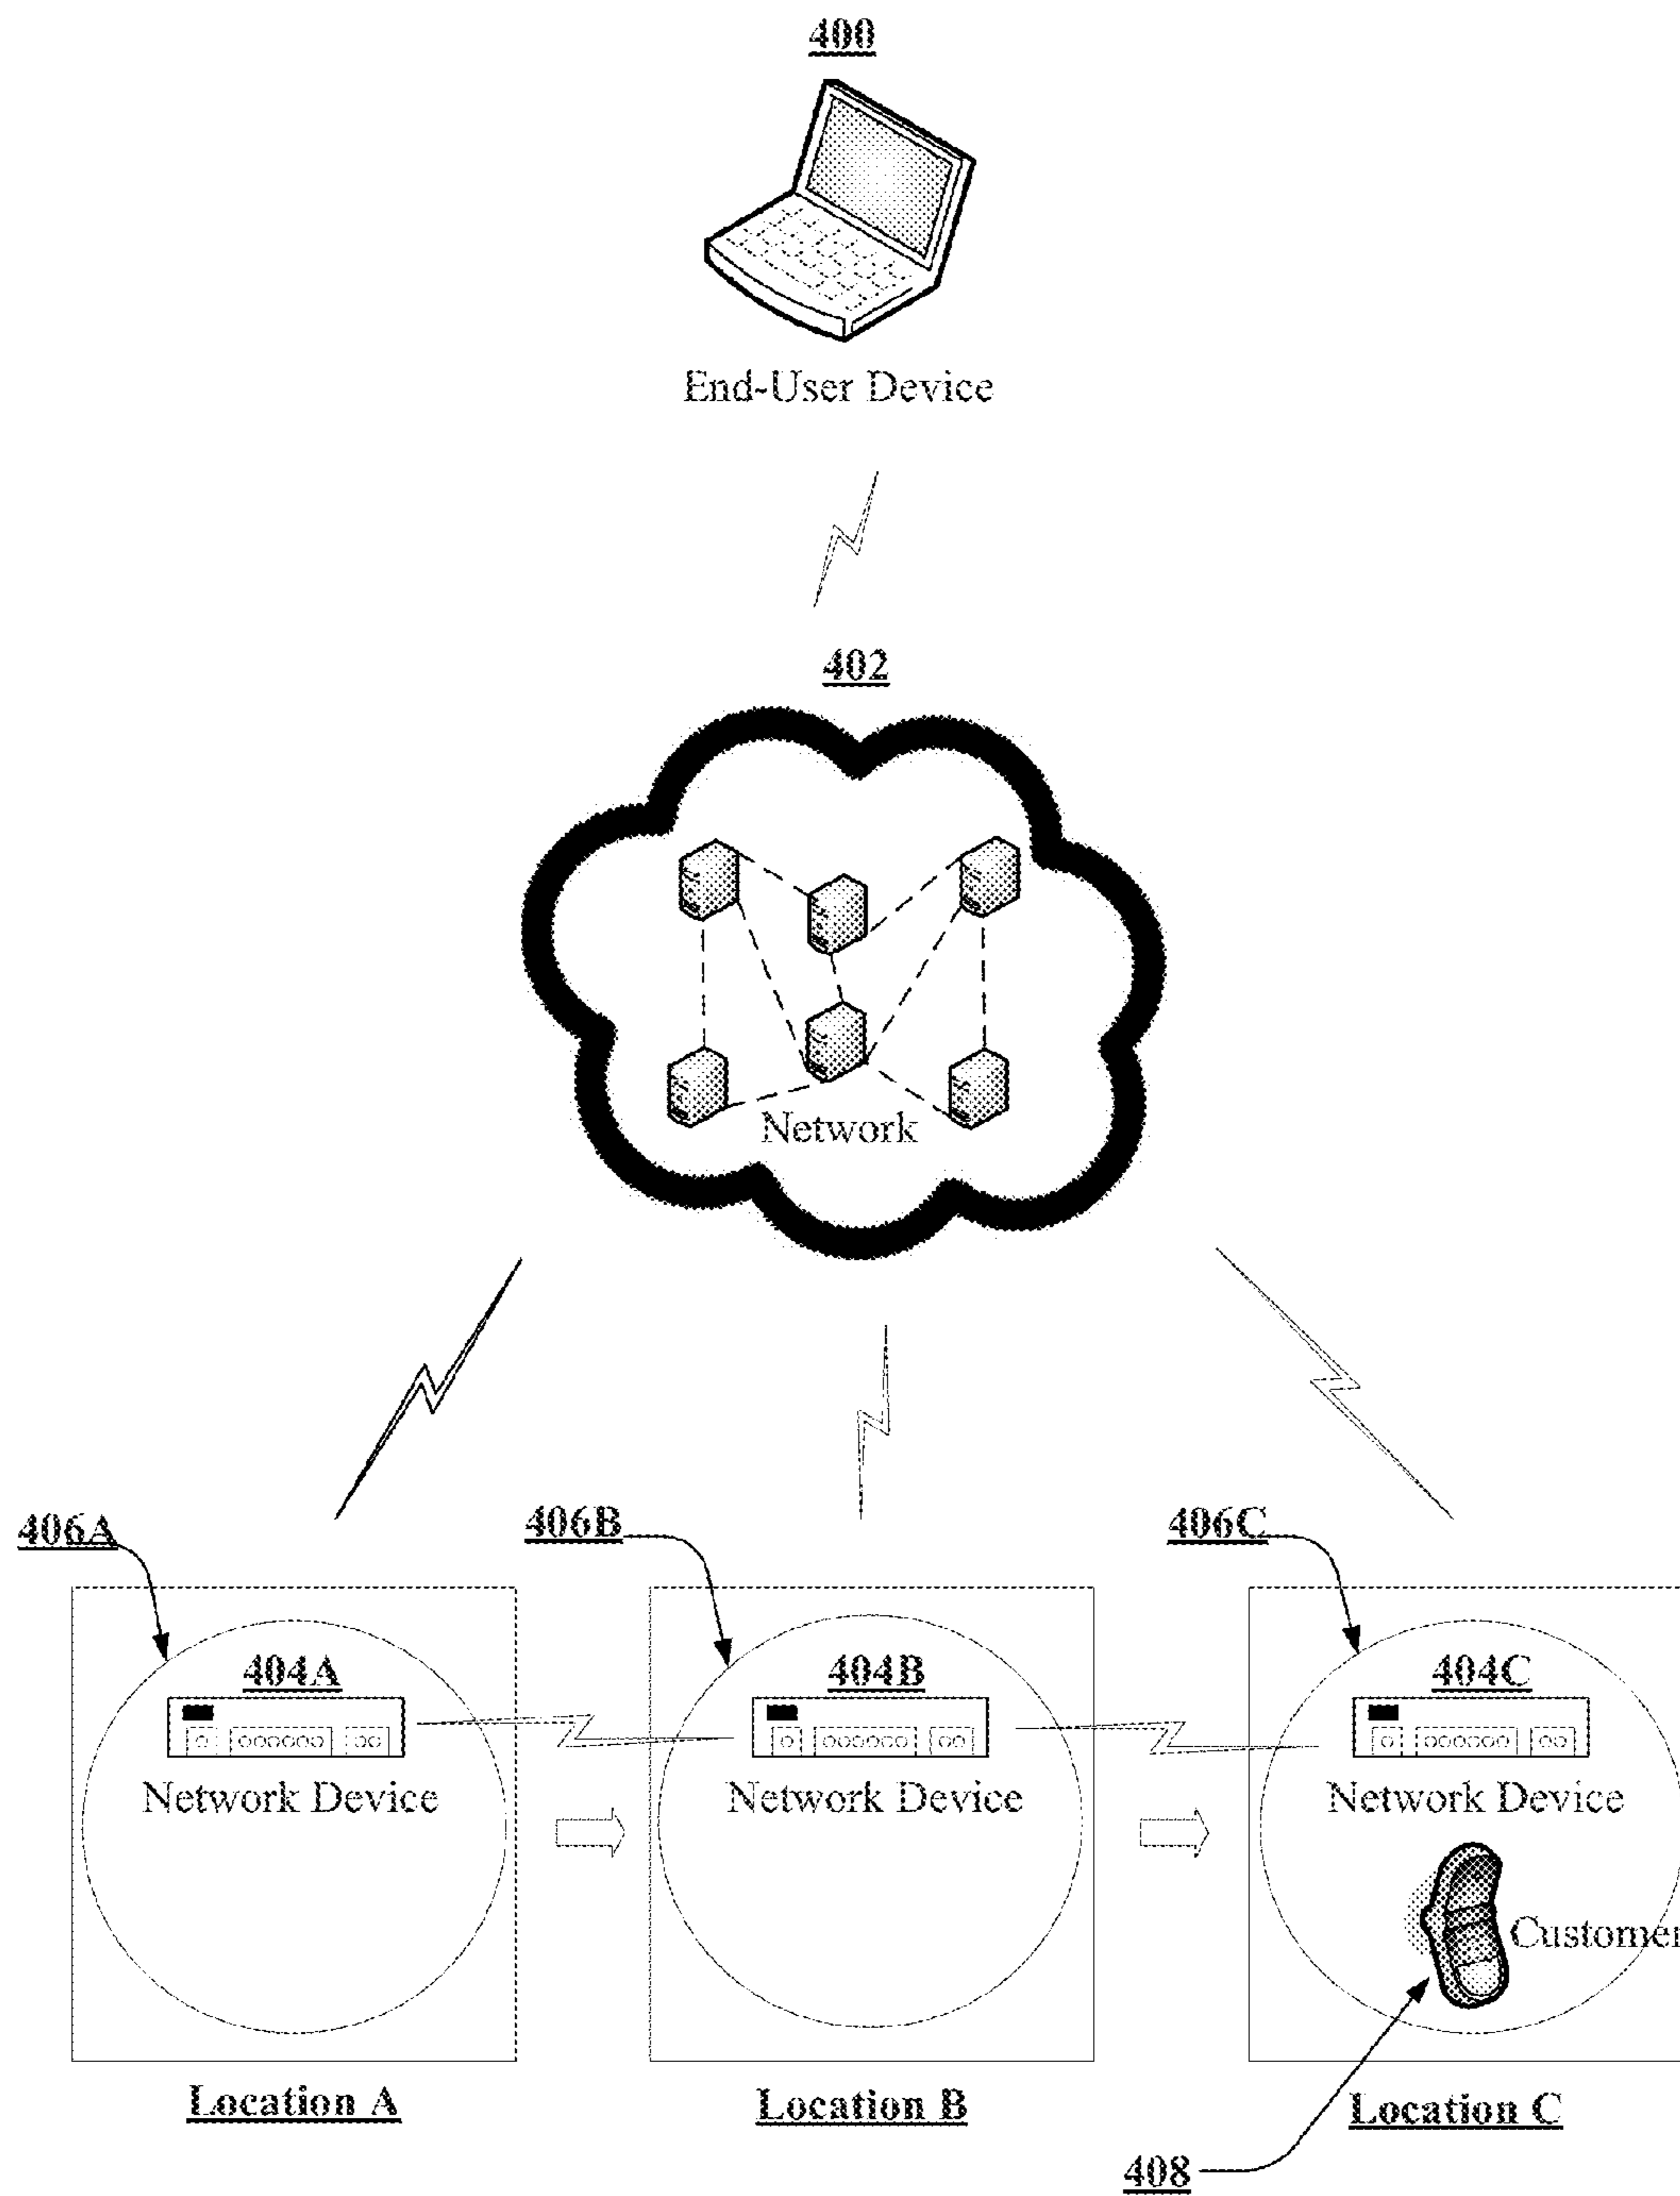 400
End-User Device
402
Network
406A
406B
406C
404A
404B
404C
Network Device
Network Device
Network Device
Customer
Location A
Location B
Location C
408